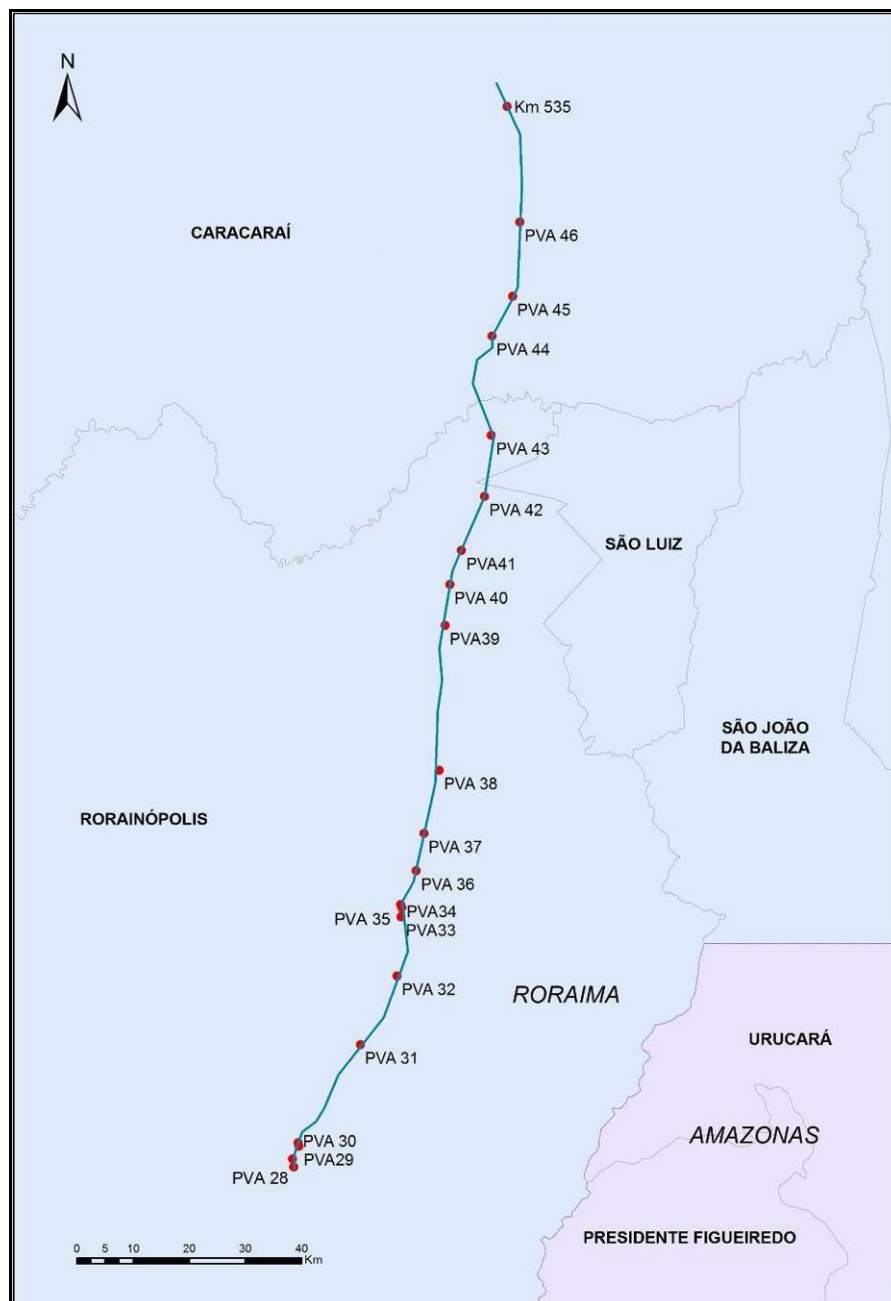 N
Km 535
CARACARAÍ
PVA 46
PVA 45
PVA 44
PVA 43
PVA 42
SÃO LUIZ
PVA41
PVA 40
PVA39
SÃO JOÃO
DA BALIZA
PVA 38
RORAINÓPOLIS
PVA 37
PVA 36
PVA34
PVA 35
PVA33
PVA 32
RORAIMA
URUCARÁ
PVA 31
AMAZONAS
PVA 30
PVA29
PVA 28
PRESIDENTE FIGUEIREDO
0 5 10 20 30 40
Km